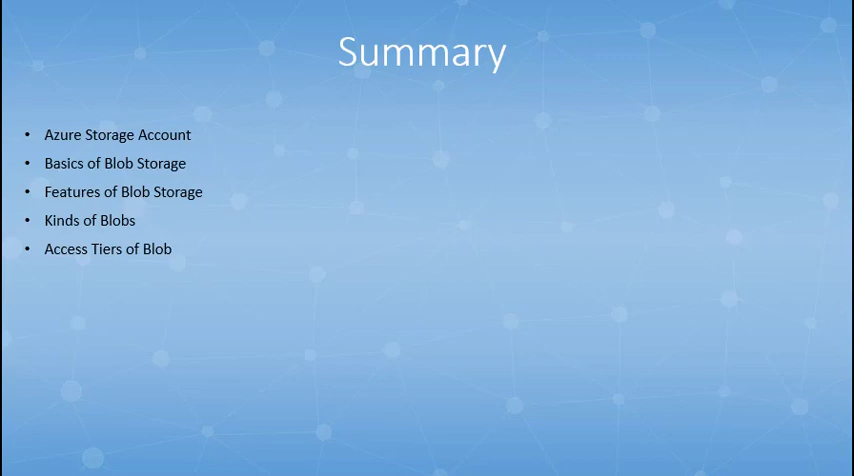 Summary
• Azure Storage Account
• Basics of Blob Storage
• Features of Blob Storage
• Kinds of Blobs
• Access Tiers of Blob